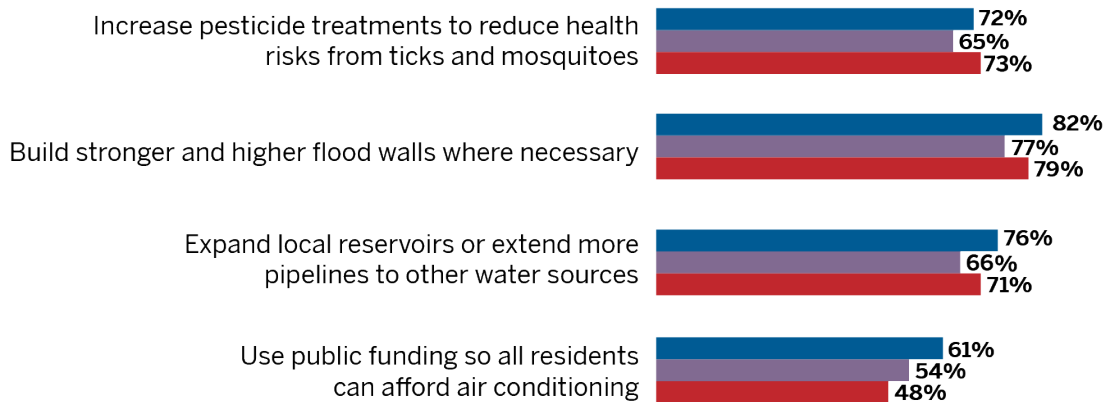 Increase pesticide treatments to reduce health
risks from ticks and mosquitoes
72%
65%
73%
Build stronger and higher flood walls where necessary
82%
77%
79%
Expand local reservoirs or extend more
pipelines to other water sources
76%
66%
71%
Use public funding so all residents
can afford air conditioning
61%
54%
48%